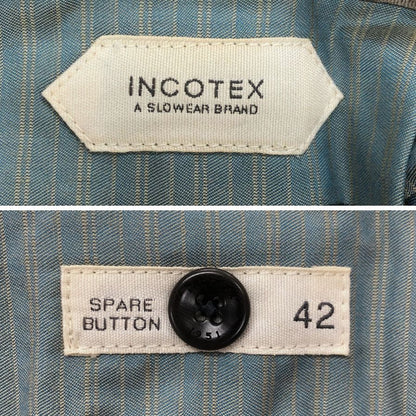 INCOTEX
A SLOWEAR BRAND
SPARE
BUTTON
42